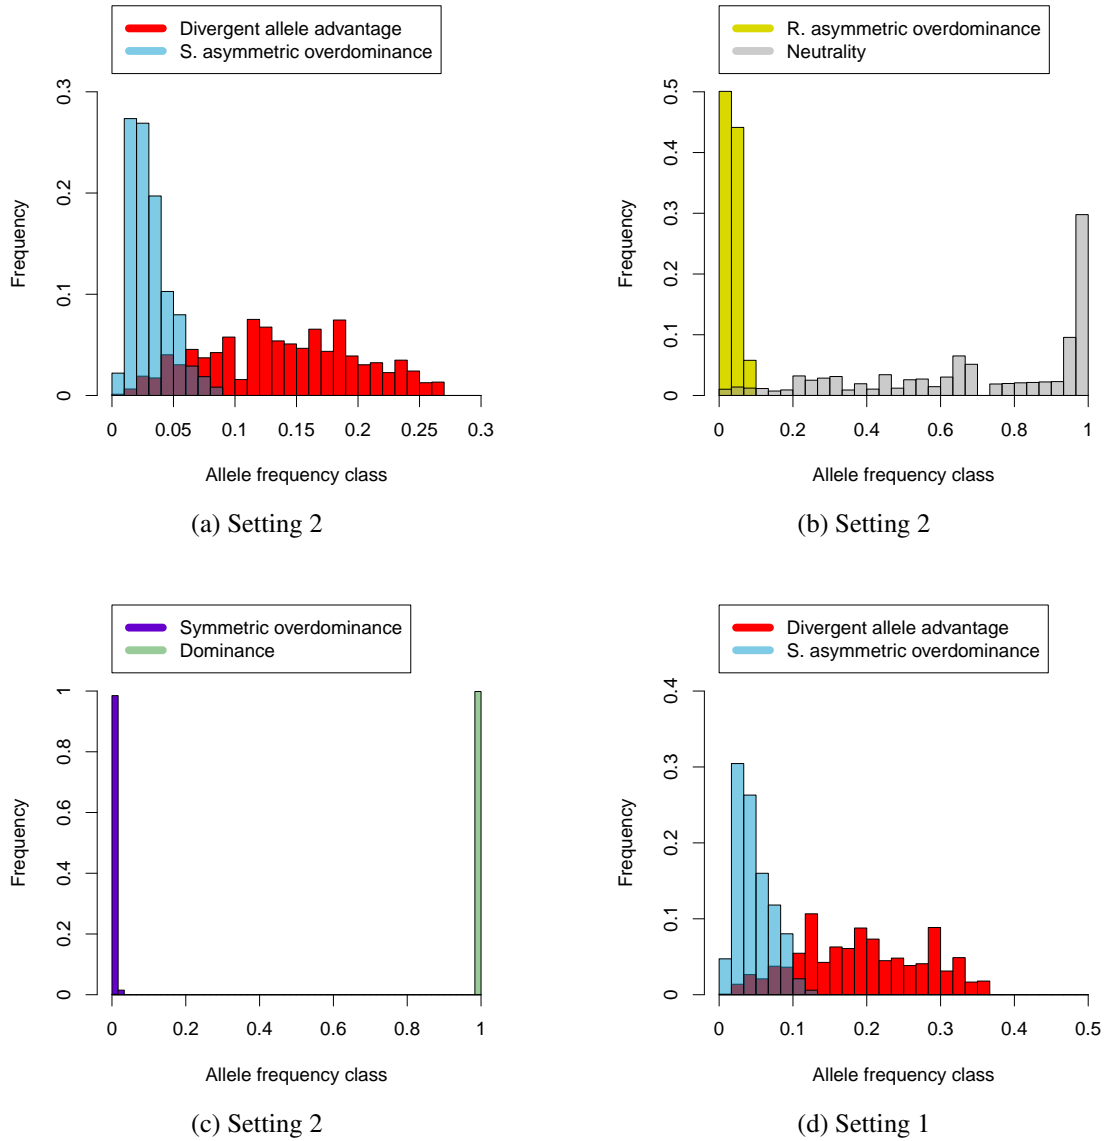 Divergent allele advantage
S. asymmetric overdominance
Frequency
0.3
0.2
0.1
0
0 0.05 0.1 0.15 0.2 0.25 0.3
Allele frequency class
(a) Setting 2
R. asymmetric overdominance
Neutrality
Frequency
0.5
0.4
0.3
0.2
0.1
0
0 0.2 0.4 0.6 0.8 1
Allele frequency class
(b) Setting 2
Symmetric overdominance
Dominance
Frequency
1
0.8
0.6
0.4
0.2
0
0 0.2 0.4 0.6 0.8 1
Allele frequency class
(c) Setting 2
Divergent allele advantage
S. asymmetric overdominance
Frequency
0.4
0.3
0.2
0.1
0
0 0.1 0.2 0.3 0.4 0.5
Allele frequency class
(d) Setting 1